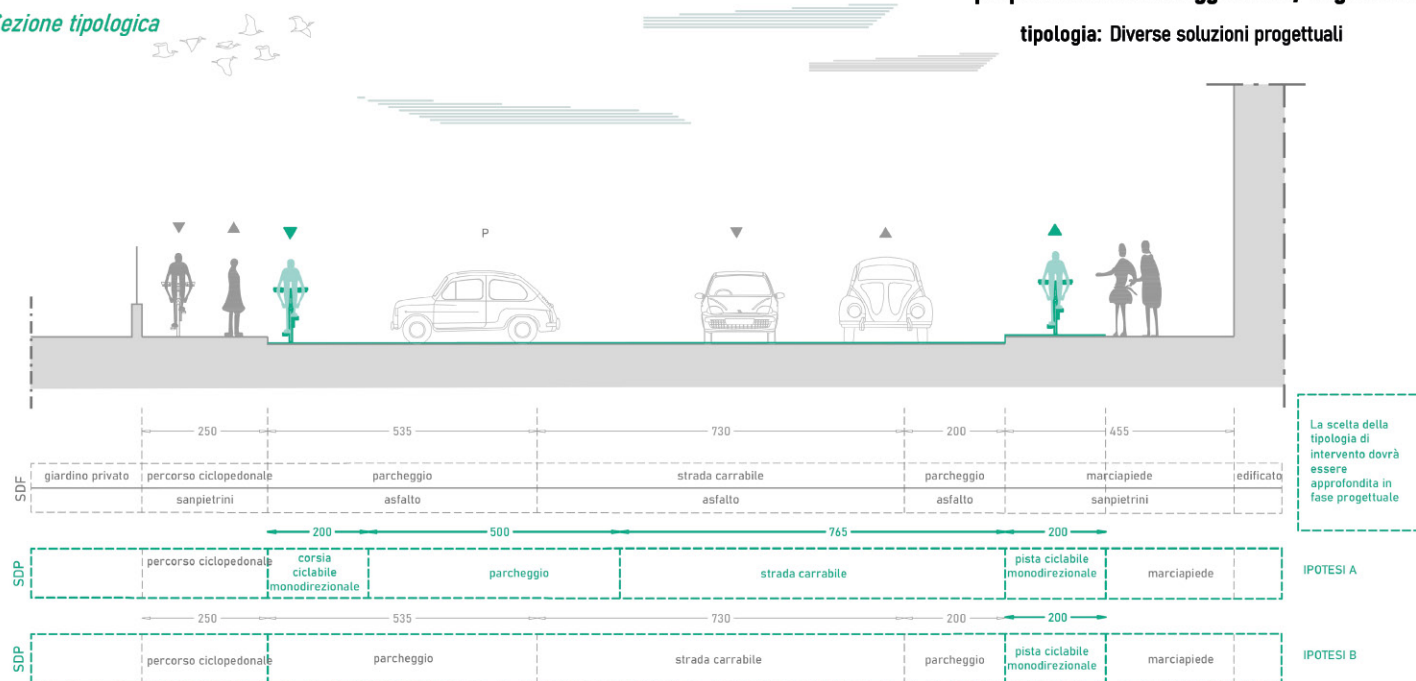 ezione tipologica
tipologia: Diverse soluzioni progettuali
P
250 535 730 200 455
SDF
giardino privato percorso ciclopedonale parcheggio strada carrabile parcheggio marciapiede edificato
sanpietrini asfalto asfalto asfalto sanpietrini
La scelta della
tipologia di
intervento dovrà
essere
approfondita in
fase progettuale
200 500 765 200
SDP
percorso ciclopedonale
corsia
ciclabile
monodirezionale
parcheggio
strada carrabile
pista ciclabile
monodirezionale
marciapiede
IPOTESI A
250 535 730 200 200
SDP
percorso ciclopedonale
parcheggio
strada carrabile
parcheggio
pista ciclabile
monodirezionale
marciapiede
IPOTESI B